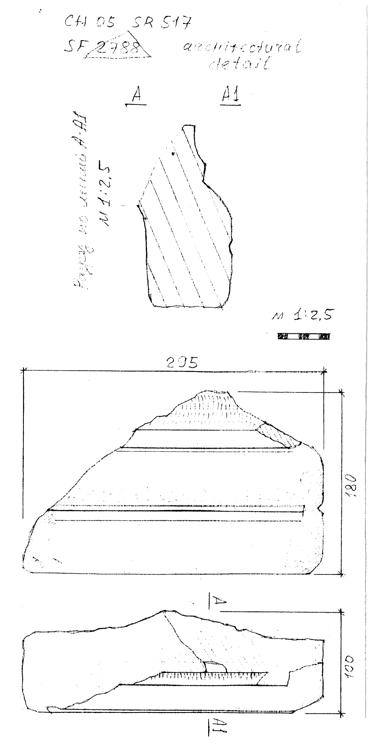 CH 05 SR 517
SF 2788 architectural
detail
A A1
Разрез по линии A-A1
М 1:2,5
М 1:2,5
295
180
A
100
A1